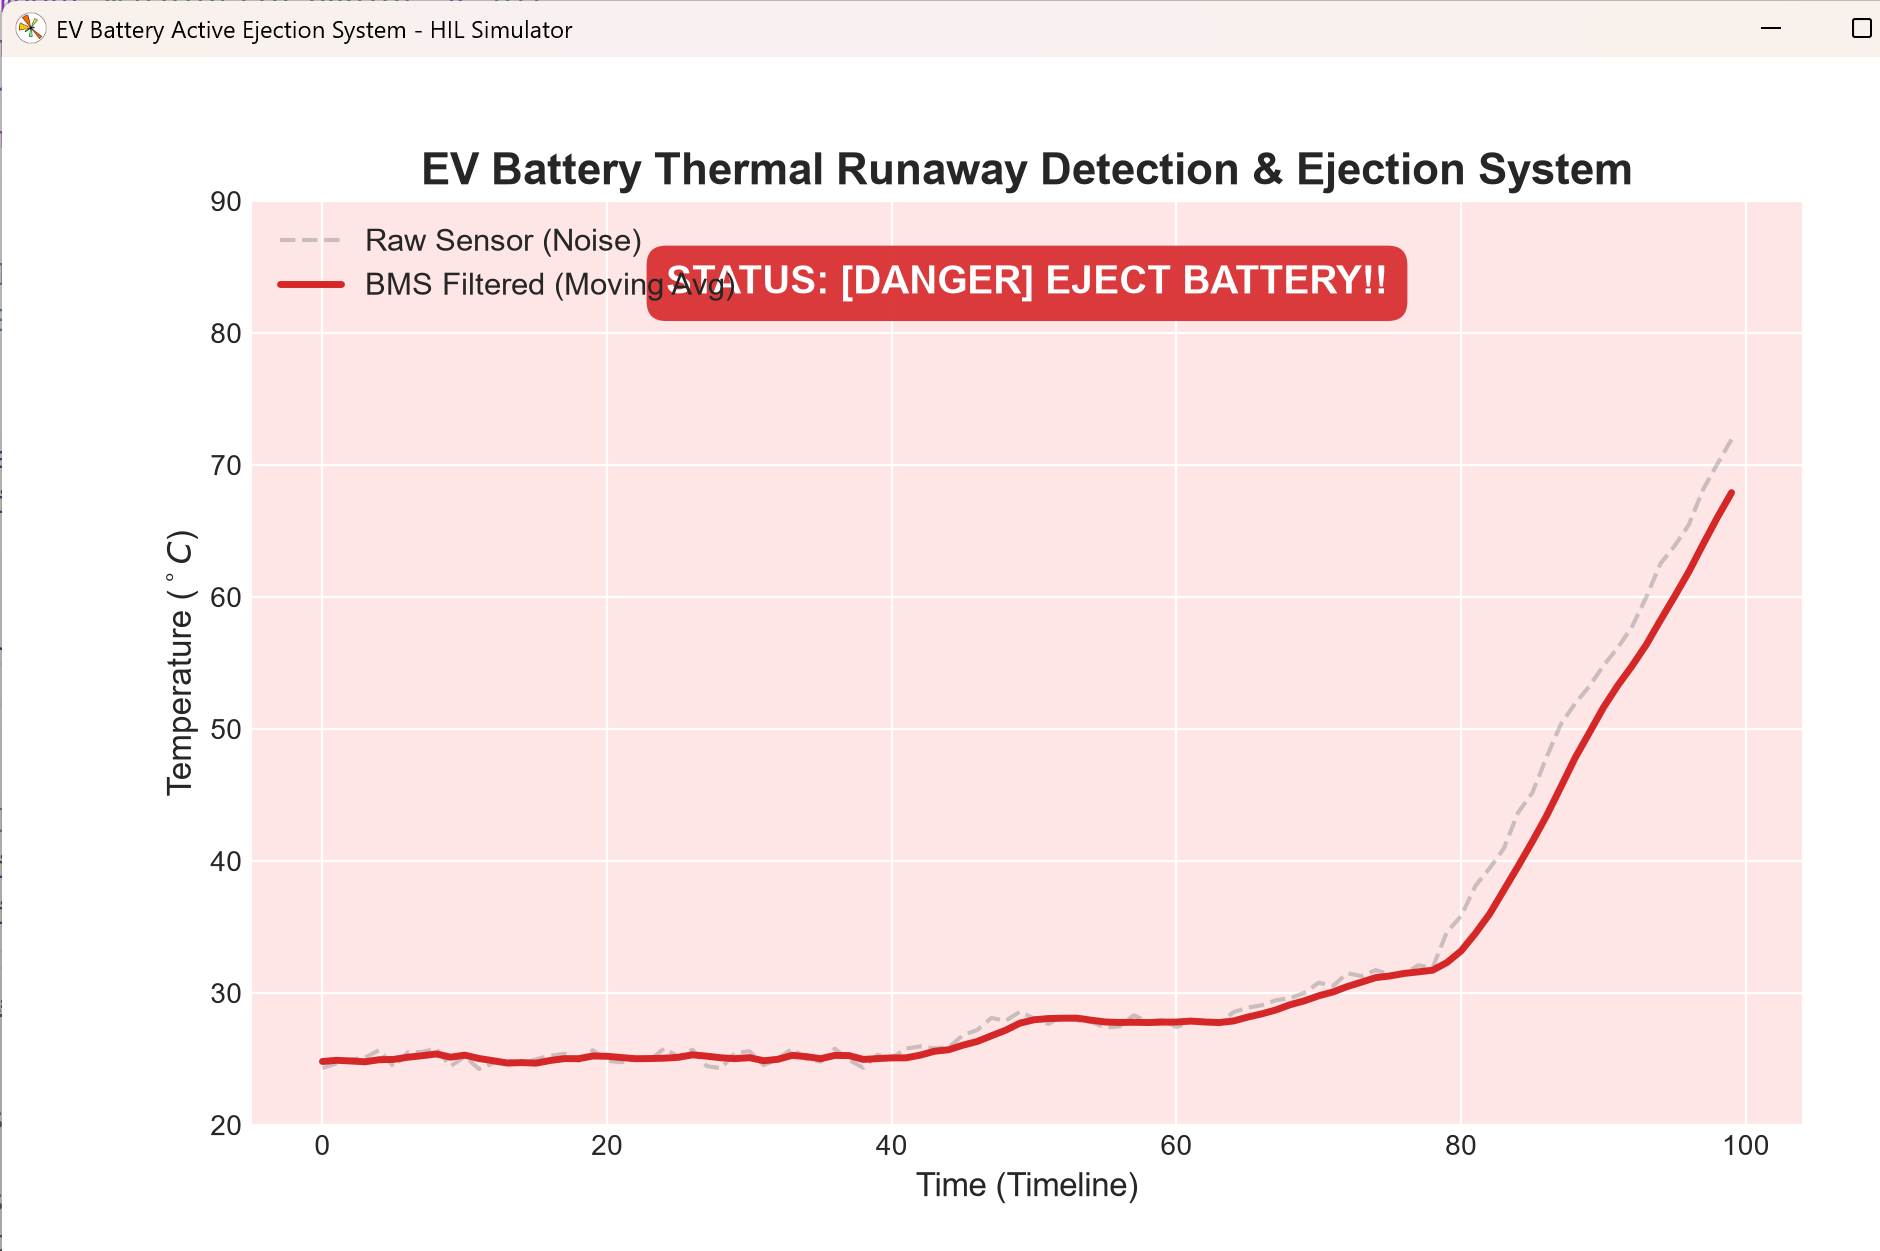 EV Battery Active Ejection System - HIL Simulator
EV Battery Thermal Runaway Detection & Ejection System
Raw Sensor (Noise)
BMS Filtered (Moving Avg)
STATUS: [DANGER] EJECT BATTERY!!
Temperature (°C)
90
80
70
60
50
40
30
20
0 20 40 60 80 100
Time (Timeline)